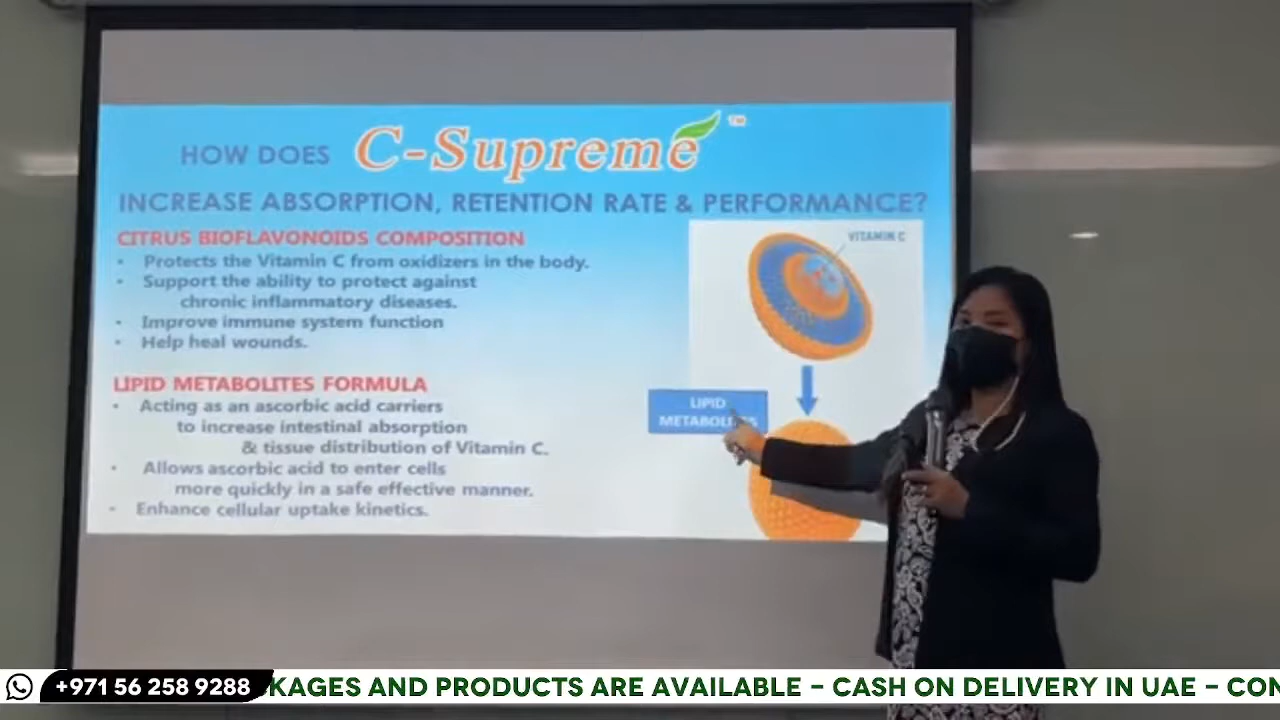 HOW DOES C-Supreme™
INCREASE ABSORPTION, RETENTION RATE & PERFORMANCE?
CITRUS BIOFLAVONOIDS COMPOSITION
• Protects the Vitamin C from oxidizers in the body.
• Support the ability to protect against
chronic inflammatory diseases.
• Improve immune system function
• Help heal wounds.
LIPID METABOLITES FORMULA
• Acting as an ascorbic acid carriers
to increase intestinal absorption
& tissue distribution of Vitamin C.
• Allows ascorbic acid to enter cells
more quickly in a safe effective manner.
• Enhance cellular uptake kinetics.
VITAMIN C
LIPID
+971 56 258 9288
AND PRODUCTS ARE AVAILABLE – CASH ON DELIVERY IN UAE –